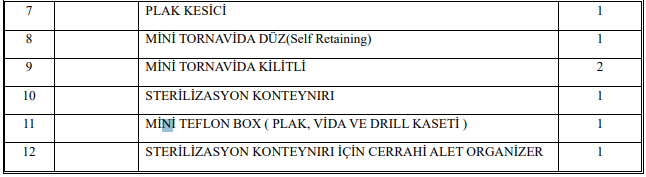 7 PLAK KESİCİ 1
8 MİNİ TORNAVİDA DÜZ(Self Retaining) 1
9 MİNİ TORNAVİDA KİLİTLİ 2
10 STERİLİZASYON KONTEYNIRI 1
11 MİNİ TEFLON BOX ( PLAK, VİDA VE DRILL KASETİ ) 1
12 STERİLİZASYON KONTEYNIRI İÇİN CERRAHİ ALET ORGANİZER 1